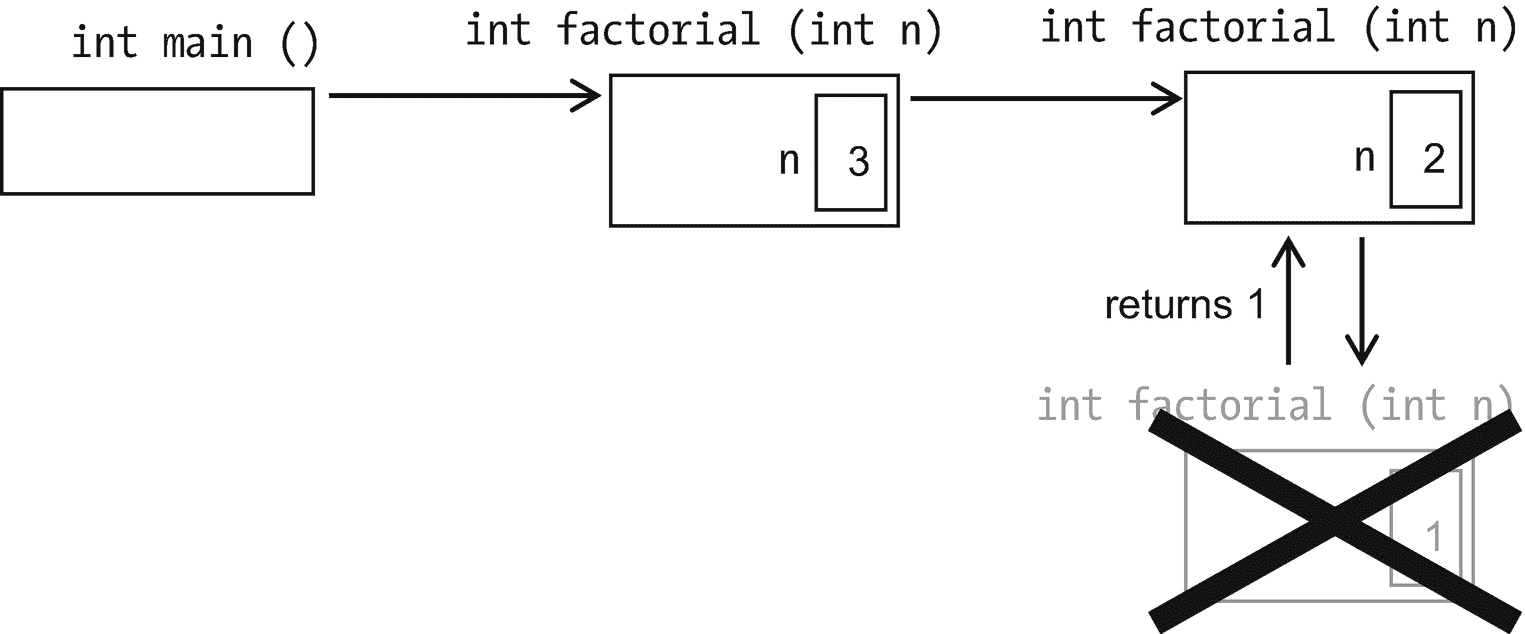 int main ()
int factorial (int n)
int factorial (int n)
n 3
n 2
returns 1
int factorial (int n)
1